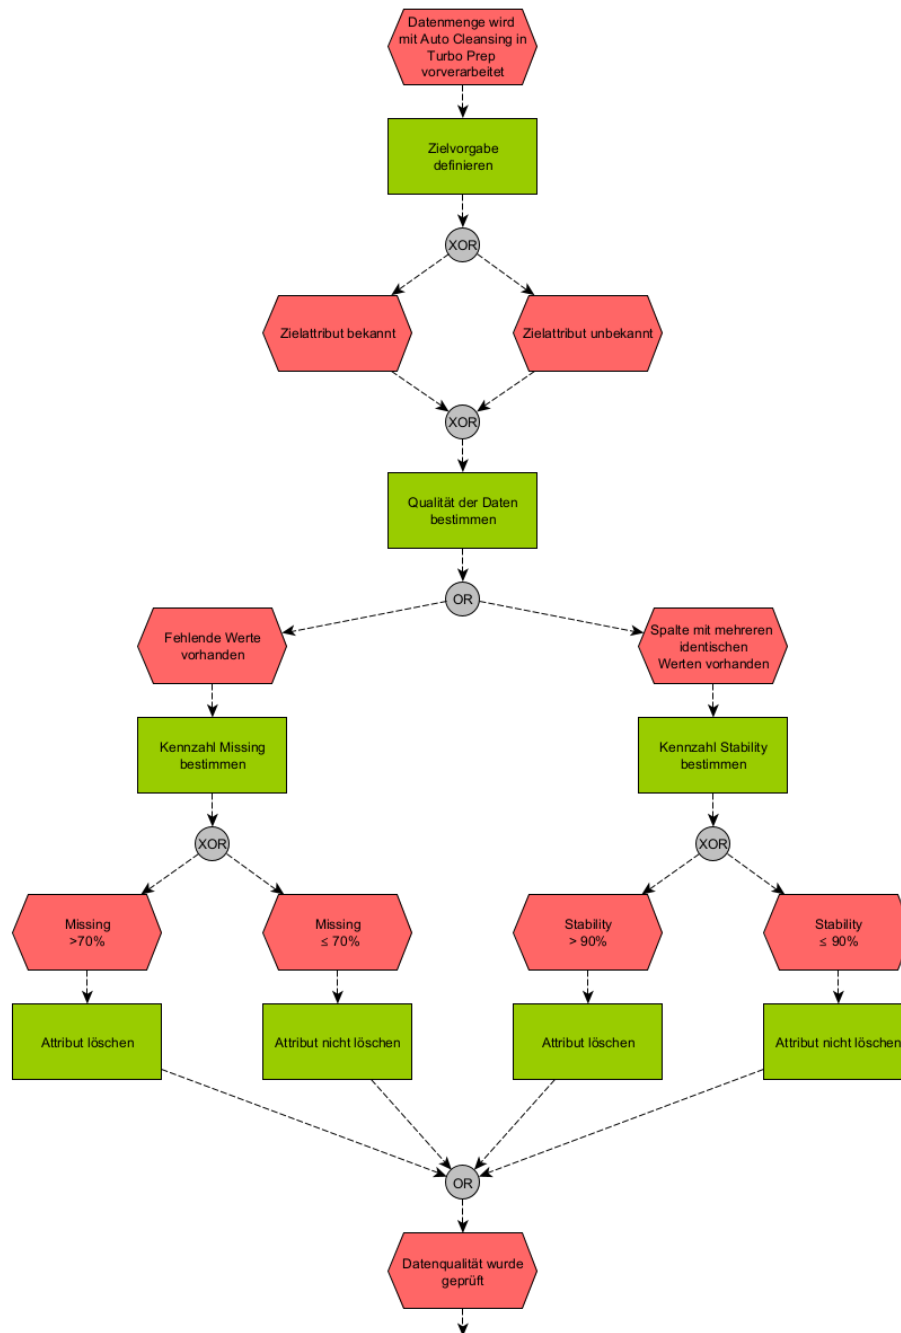 Datenmenge wird
mit Auto Cleansing in
Turbo Prep
vorverarbeitet
Zielvorgabe
definieren
XOR
Zielattribut bekannt
Zielattribut unbekannt
XOR
Qualität der Daten
bestimmen
OR
Fehlende Werte
vorhanden
Spalte mit mehreren
identischen
Werten vorhanden
Kennzahl Missing
bestimmen
Kennzahl Stability
bestimmen
XOR
XOR
Missing
>70%
Missing
≤ 70%
Stability
> 90%
Stability
≤ 90%
Attribut löschen
Attribut nicht löschen
Attribut löschen
Attribut nicht löschen
OR
Datenqualität wurde
geprüft